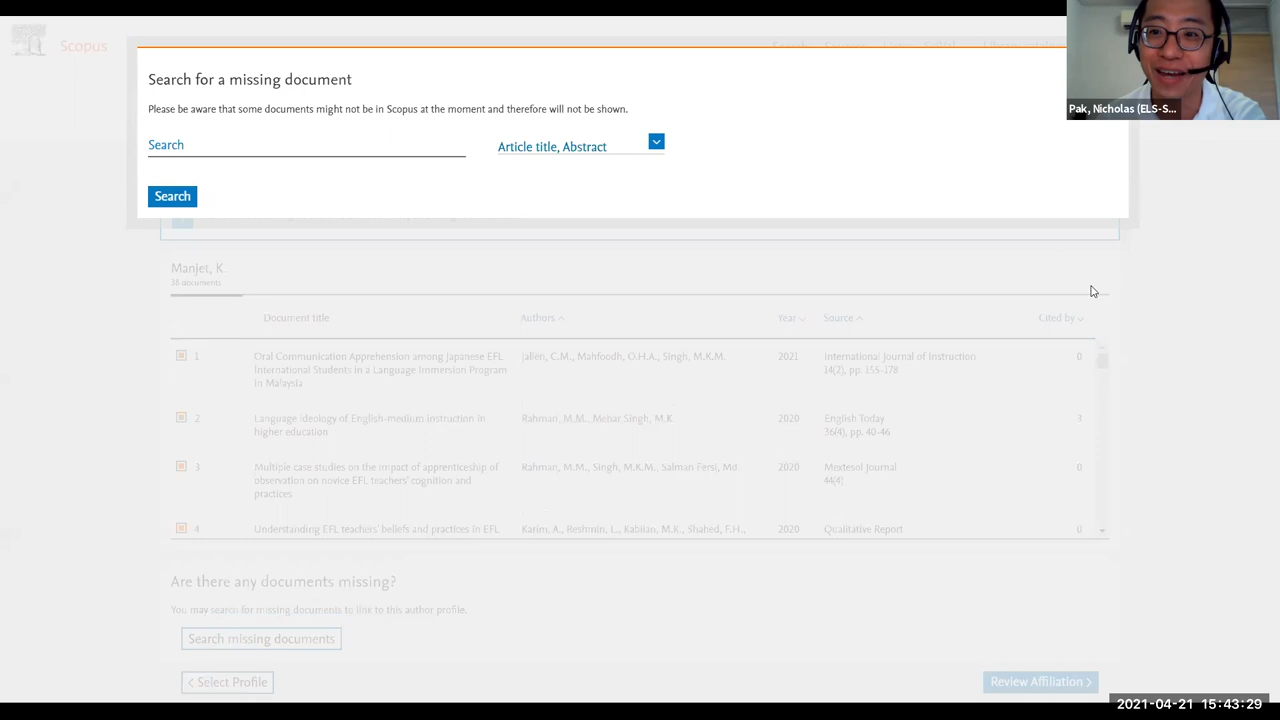 Scopus
Search for a missing document
Please be aware that some documents might not be in Scopus at the moment and therefore will not be shown.
Search
Article title, Abstract
Search
Pak, Nicholas (ELS-S...
Manjet, K
38 documents
Document title Authors Year Source Cited by
1 Oral Communication Apprehension among Japanese EFL International Students in a Language Immersion Program in Malaysia Jallen, C.M., Mahfoodh, O.H.A., Singh, M.K.M. 2021 International Journal of Instruction 14(2), pp. 155-178 0
2 Language ideology of English-medium instruction in higher education Rahman, M.M., Mehar Singh, M.K. 2020 English Today 36(4), pp. 40-46 3
3 Multiple case studies on the impact of apprenticeship of observation on novice EFL teachers' cognition and practices Rahman, M.M., Singh, M.K.M., Salman Fersi, Md. 2020 Mextesol Journal 44(4) 0
4 Understanding EFL teachers' beliefs and practices in EFL Karim, A., Reshmin, L., Kabilan, M.K., Shahed, F.H., 2020 Qualitative Report 0
Are there any documents missing?
You may search for missing documents to link to this author profile.
Search missing documents
< Select Profile
Review Affiliation >
2021-04-21 15:43:29